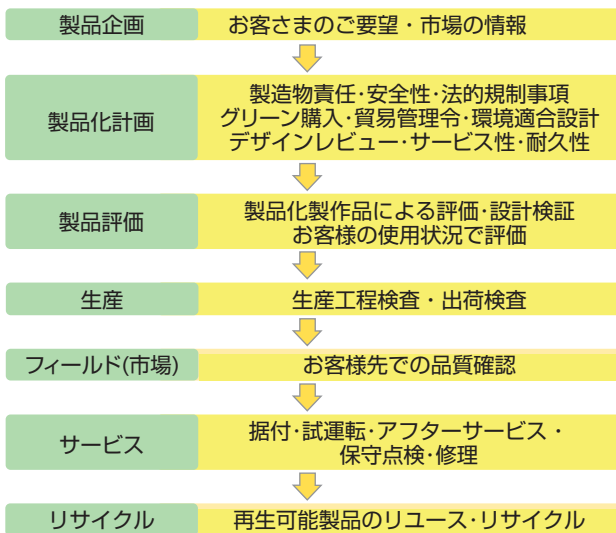 製品企画
お客さまのご要望・市場の情報
製品化計画
製造物責任･安全性･法的規制事項
グリーン購入･貿易管理令･環境適合設計
デザインレビュー･サービス性･耐久性
製品評価
製品化製作品による評価･設計検証
お客様の使用状況で評価
生産
生産工程検査・出荷検査
フィールド(市場)
お客様先での品質確認
サービス
据付･試運転･アフターサービス・
保守点検･修理
リサイクル
再生可能製品のリユース･リサイクル